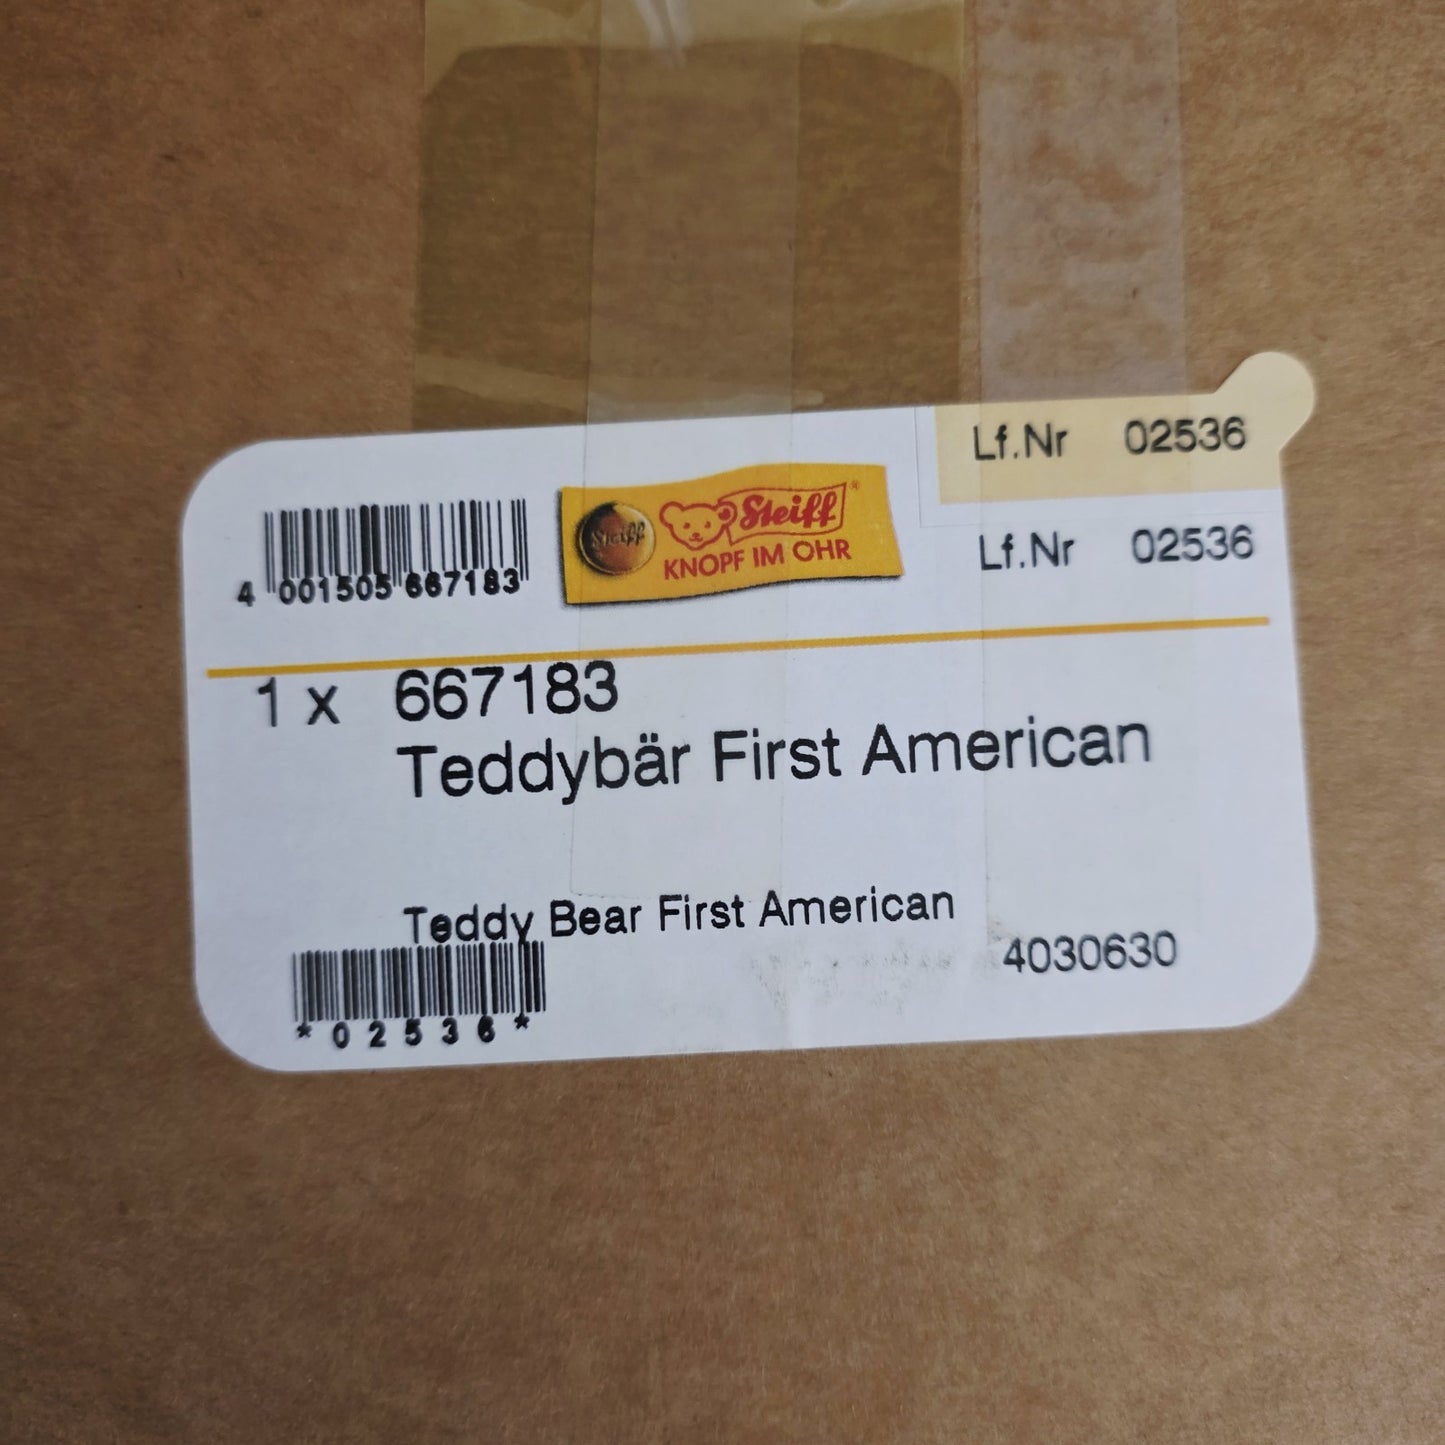 Lf.Nr 02536
Steiff Steiff®
KNOPF IM OHR
Lf.Nr 02536
4 001505 667183
1 x 667183
Teddybär First American
Teddy Bear First American
4030630
*02536*